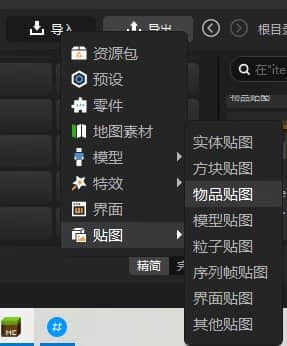 导入
导出
根目录
在"ite
物品贴图
资源包
预设
零件
地图素材
模型
特效
界面
贴图
实体贴图
方块贴图
物品贴图
模型贴图
粒子贴图
序列帧贴图
界面贴图
其他贴图
精简